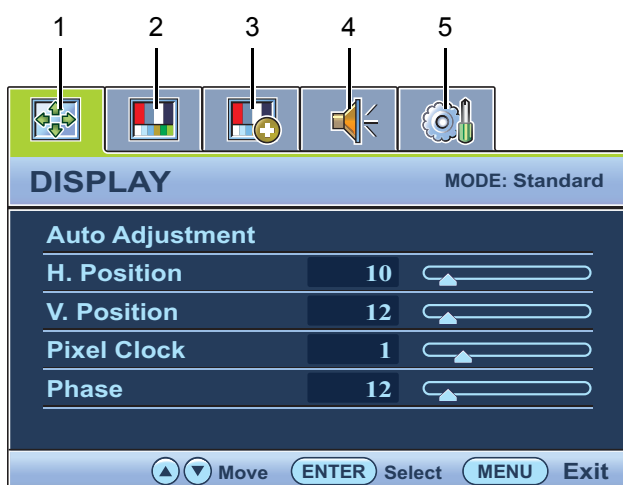 1 2 3 4 5
DISPLAY MODE: Standard
Auto Adjustment
H. Position 10
V. Position 12
Pixel Clock 1
Phase 12
Move ENTER Select MENU Exit